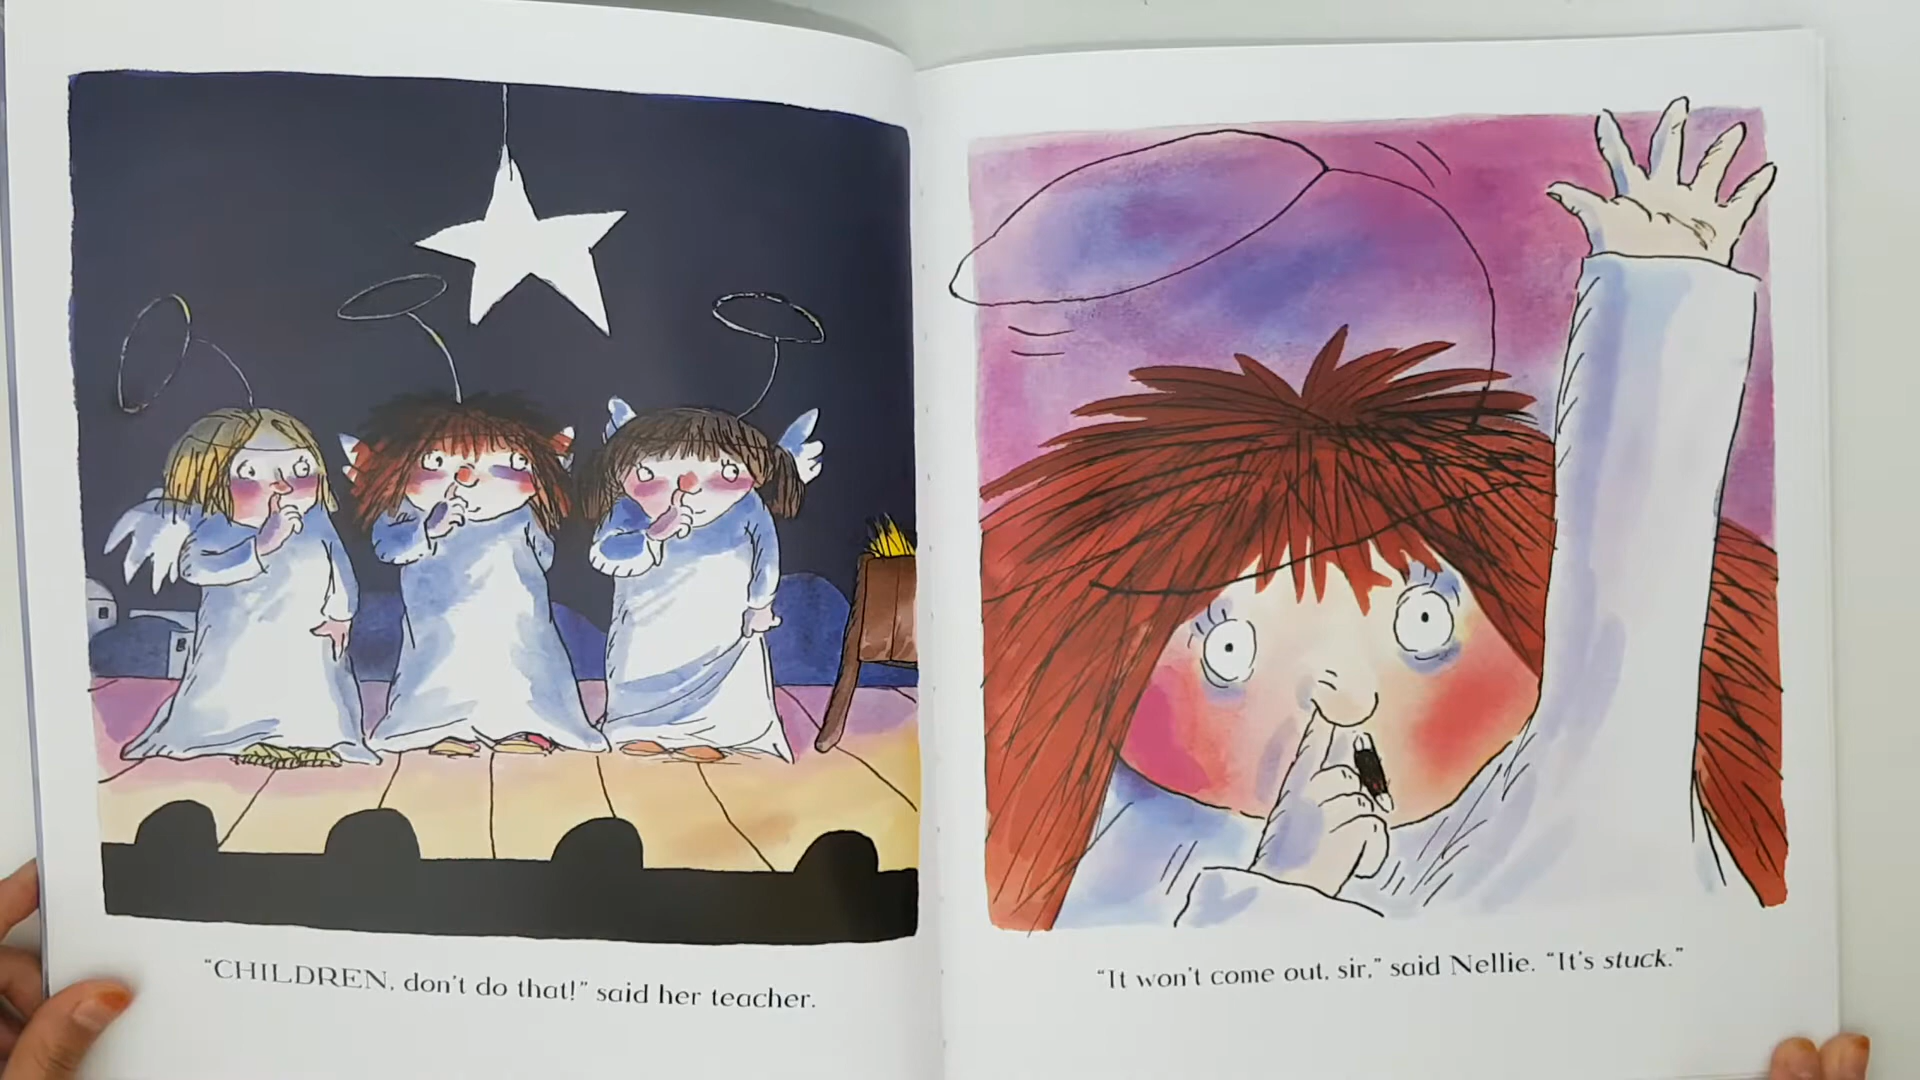 “CHILDREN, don’t do that!” said her teacher.
“It won’t come out, sir,” said Nellie. “It’s stuck.”